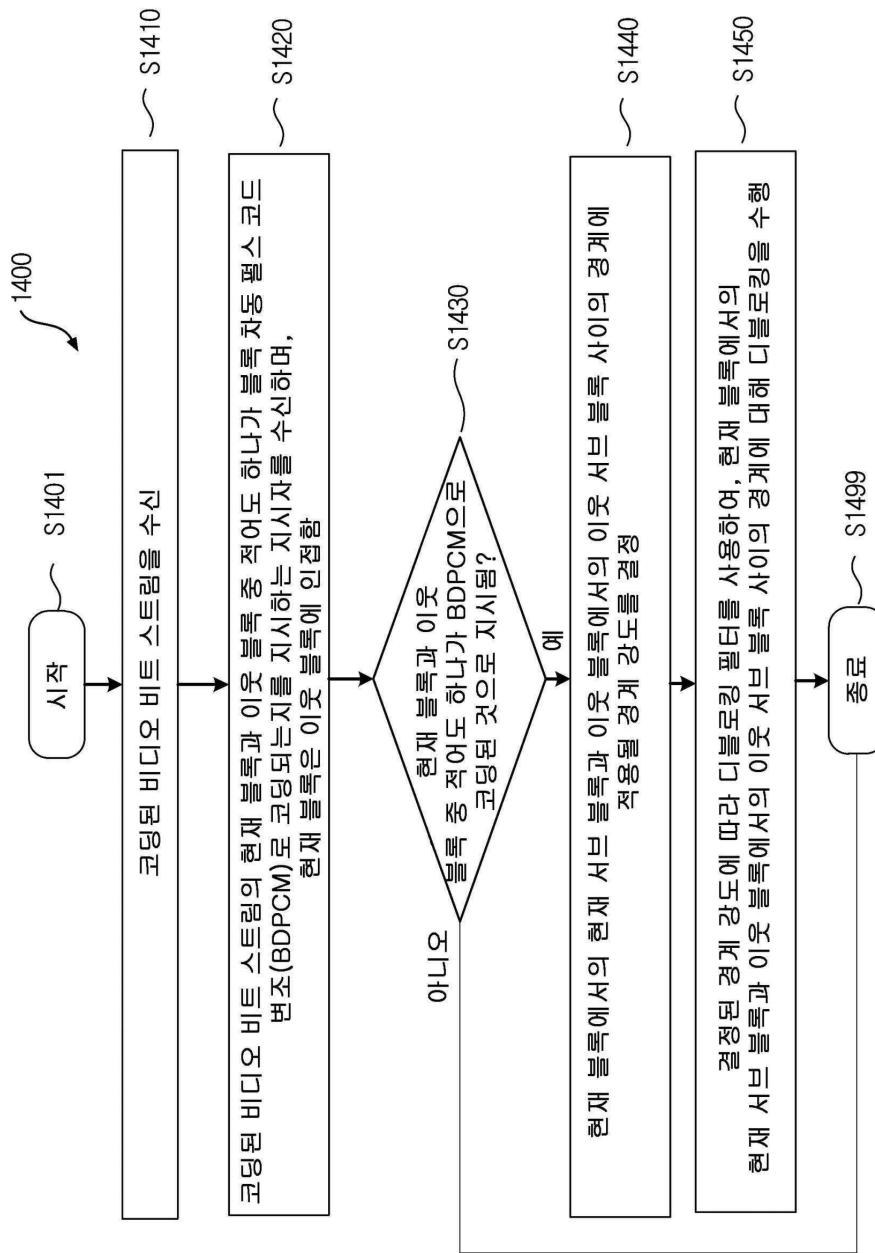 1400
시작
S1401
코딩된 비디오 비트 스트림을 수신
S1410
코딩된 비디오 비트 스트림의 현재 블록과 이웃 블록 중 적어도 하나가 블록 차동 펄스 코드
변조(BDPCM)로 코딩되는지를 지시하는 지시자를 수신하며,
현재 블록은 이웃 블록에 인접함
S1420
현재 블록과 이웃
블록 중 적어도 하나가 BDPCM으로
코딩된 것으로 지시됨?
S1430
아니오
예
현재 블록에서의 현재 서브 블록과 이웃 블록에서의 이웃 서브 블록 사이의 경계에
적용될 경계 강도를 결정
S1440
결정된 경계 강도에 따라 디블로킹 필터를 사용하여, 현재 블록에서의
현재 서브 블록과 이웃 블록에서의 이웃 서브 블록 사이의 경계에 대해 디블로킹을 수행
S1450
종료
S1499